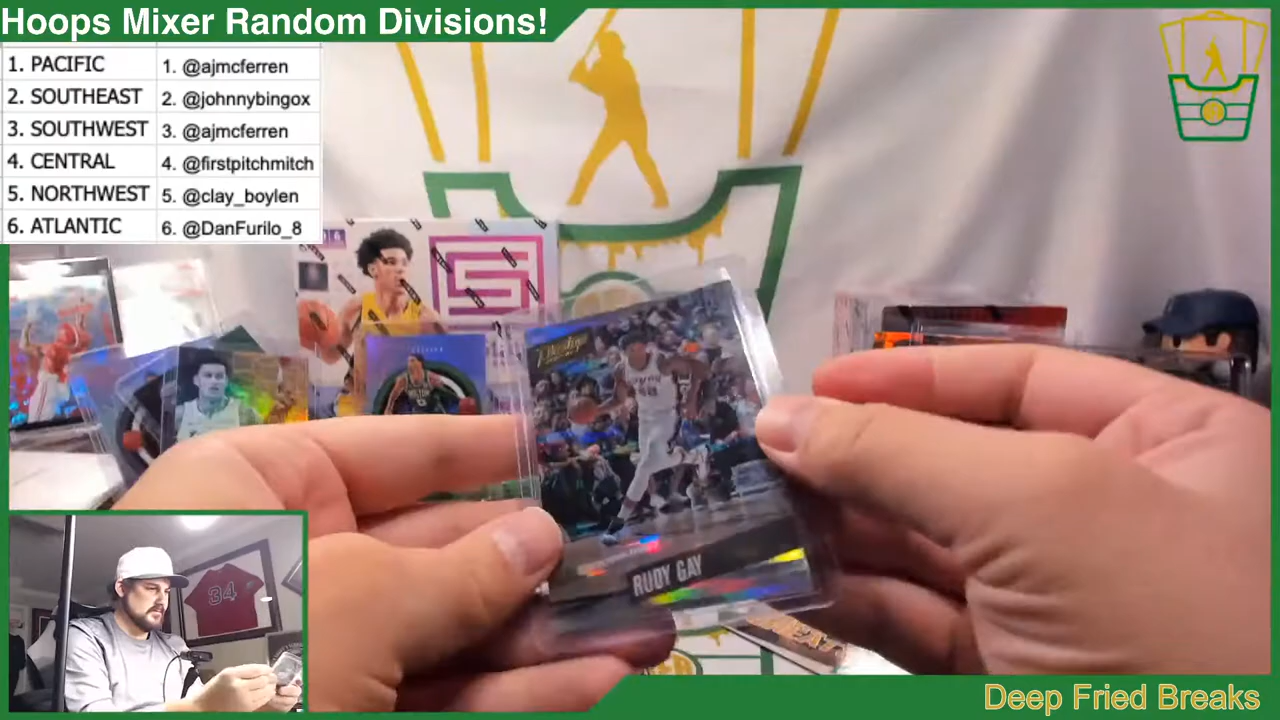 Hoops Mixer Random Divisions!
1. PACIFIC 1. @ajmcferren
2. SOUTHEAST 2. @johnnybingox
3. SOUTHWEST 3. @ajmcferren
4. CENTRAL 4. @firstpitchmitch
5. NORTHWEST 5. @clay_boylen
6. ATLANTIC 6. @DanFurilo_8
Prestige
RUDY GAY
34
Deep Fried Breaks